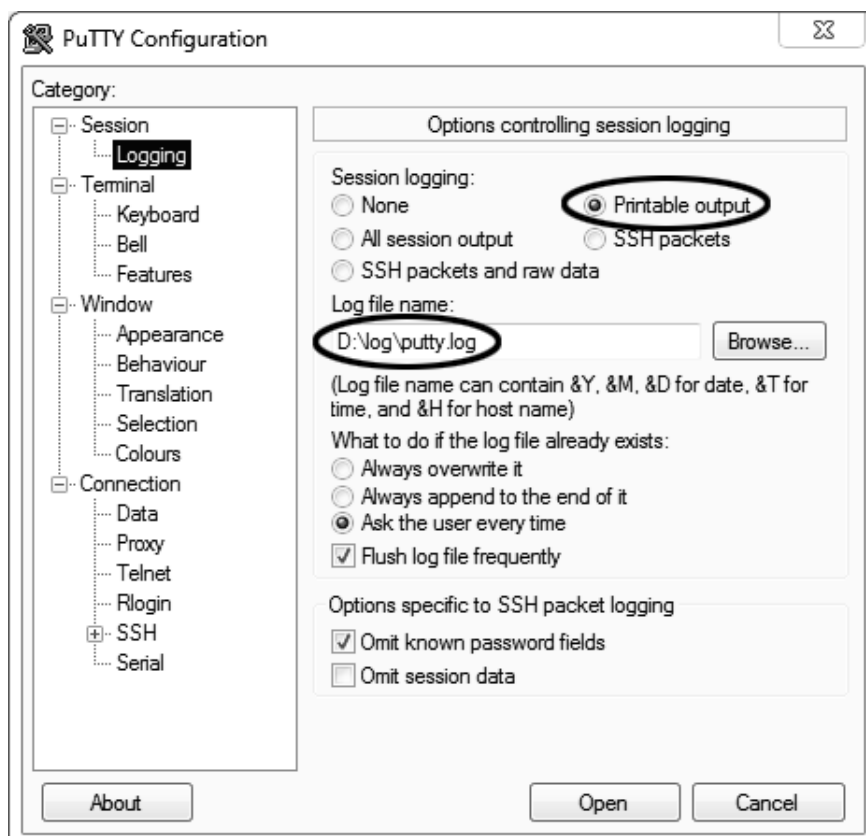 PuTTY Configuration
Category:
Session
Logging
Terminal
Keyboard
Bell
Features
Window
Appearance
Behaviour
Translation
Selection
Colours
Connection
Data
Proxy
Telnet
Rlogin
SSH
Serial
Options controlling session logging
Session logging:
None
Printable output
All session output
SSH packets
SSH packets and raw data
Log file name:
D:\log\putty.log
Browse...
(Log file name can contain &Y, &M, &D for date, &T for
time, and &H for host name)
What to do if the log file already exists:
Always overwrite it
Always append to the end of it
Ask the user every time
Flush log file frequently
Options specific to SSH packet logging
Omit known password fields
Omit session data
About
Open
Cancel